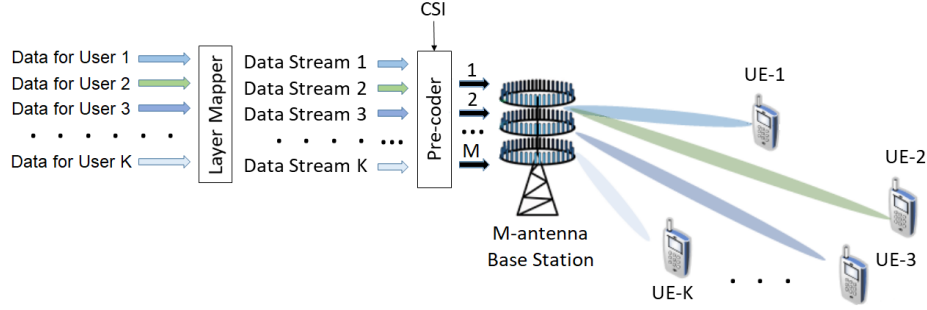 CSI
Data for User 1
Data for User 2
Data for User 3
. . . . . .
Data for User K
Layer Mapper
Data Stream 1
Data Stream 2
Data Stream 3
. . . . . ...
Data Stream K
Pre-coder
1
2
...
M
M-antenna
Base Station
UE-1
UE-2
UE-3
. . .
UE-K